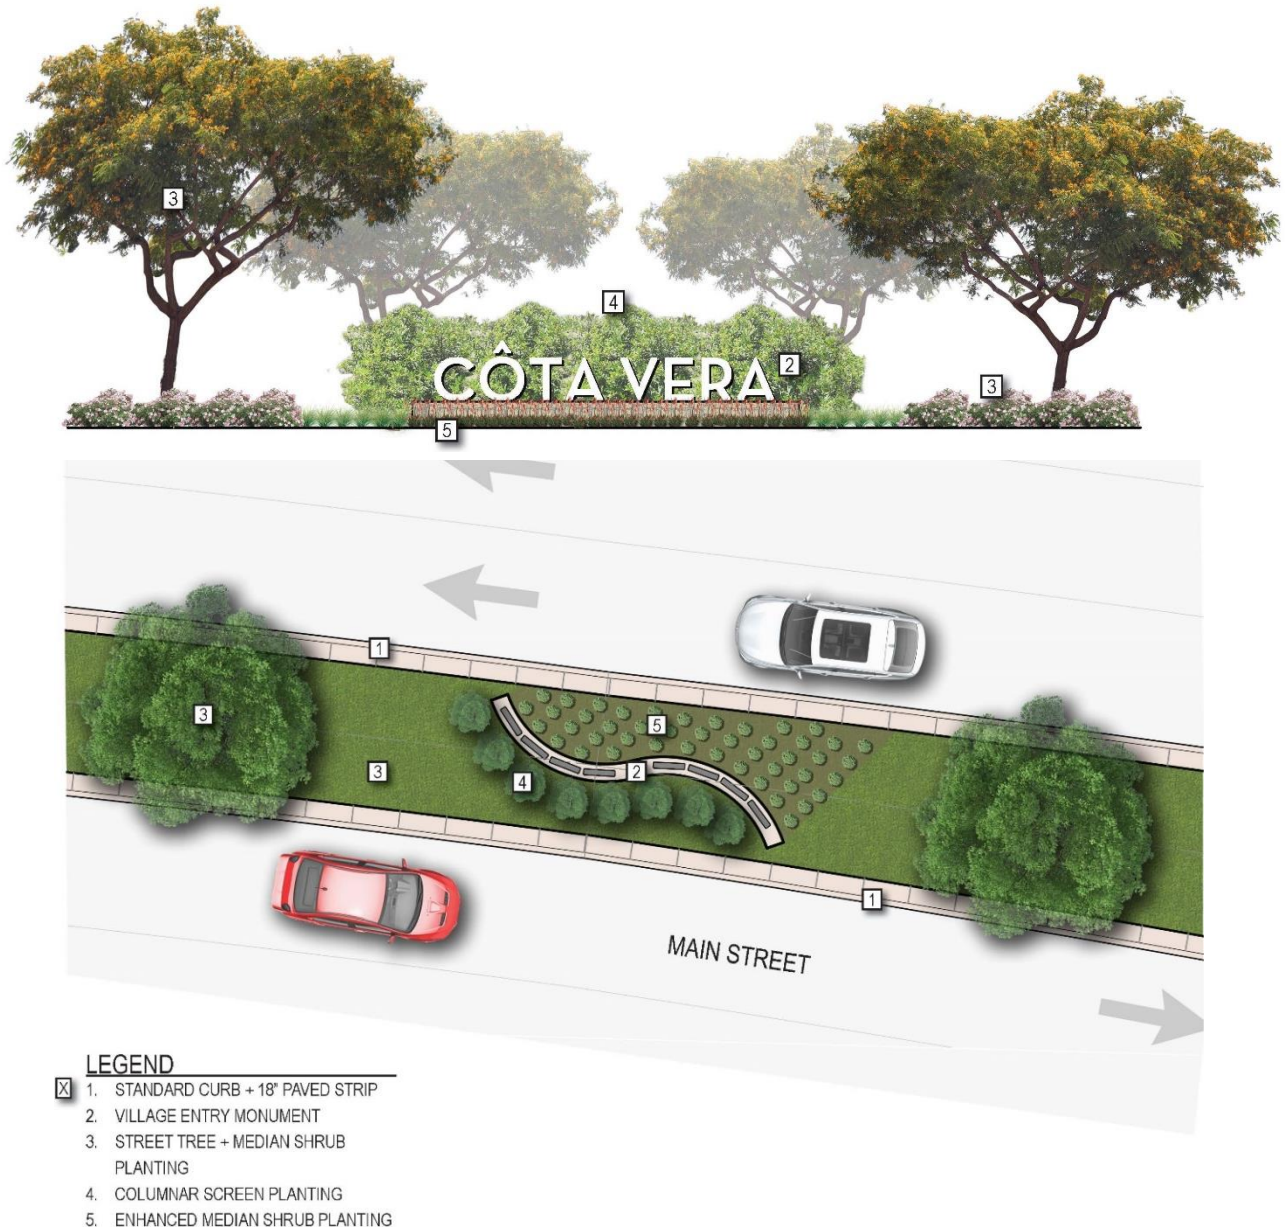 3
4
CÔTA VERA
2
3
5
1
3
5
3
2
4
1
MAIN STREET
LEGEND
X
1. STANDARD CURB + 18" PAVED STRIP
2. VILLAGE ENTRY MONUMENT
3. STREET TREE + MEDIAN SHRUB
PLANTING
4. COLUMNAR SCREEN PLANTING
5. ENHANCED MEDIAN SHRUB PLANTING